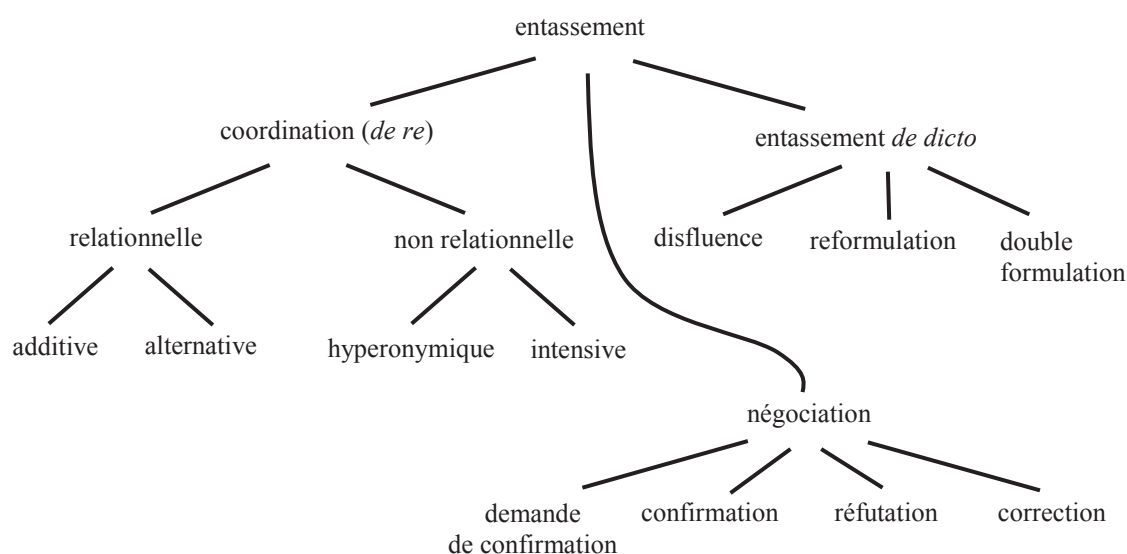 entassement
coordination (de re)
entassement de dicto
relationnelle
non relationnelle
disfluence
reformulation
double
formulation
additive
alternative
hyperonymique
intensive
négociation
demande
de confirmation
confirmation
réfutation
correction